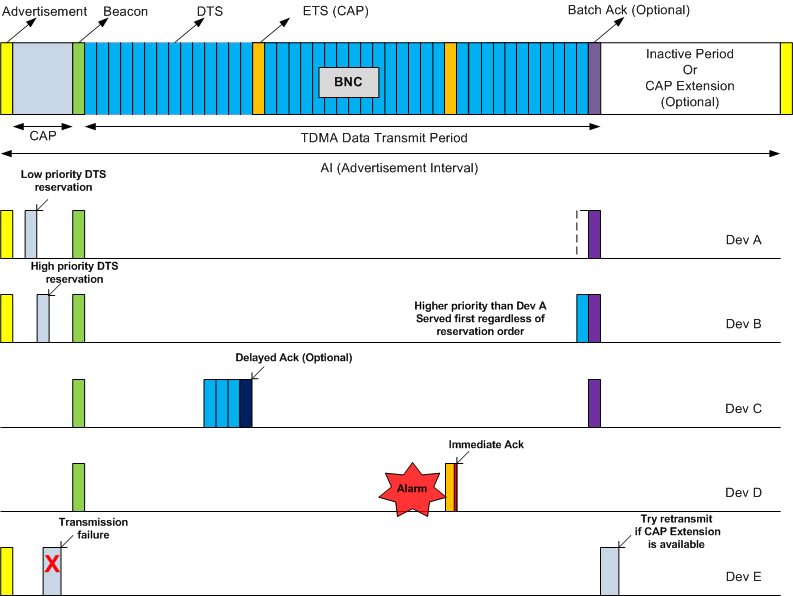 Advertisement
Beacon
DTS
ETS (CAP)
Batch Ack (Optional)
BNC
Inactive Period
Or
CAP Extension
(Optional)
CAP
TDMA Data Transmit Period
AI (Advertisement Interval)
Low priority DTS
reservation
Dev A
High priority DTS
reservation
Higher priority than Dev A
Served first regardless of
reservation order
Dev B
Delayed Ack (Optional)
Dev C
Immediate Ack
Alarm
Dev D
Transmission
failure
X
Try retransmit
if CAP Extension
is available
Dev E